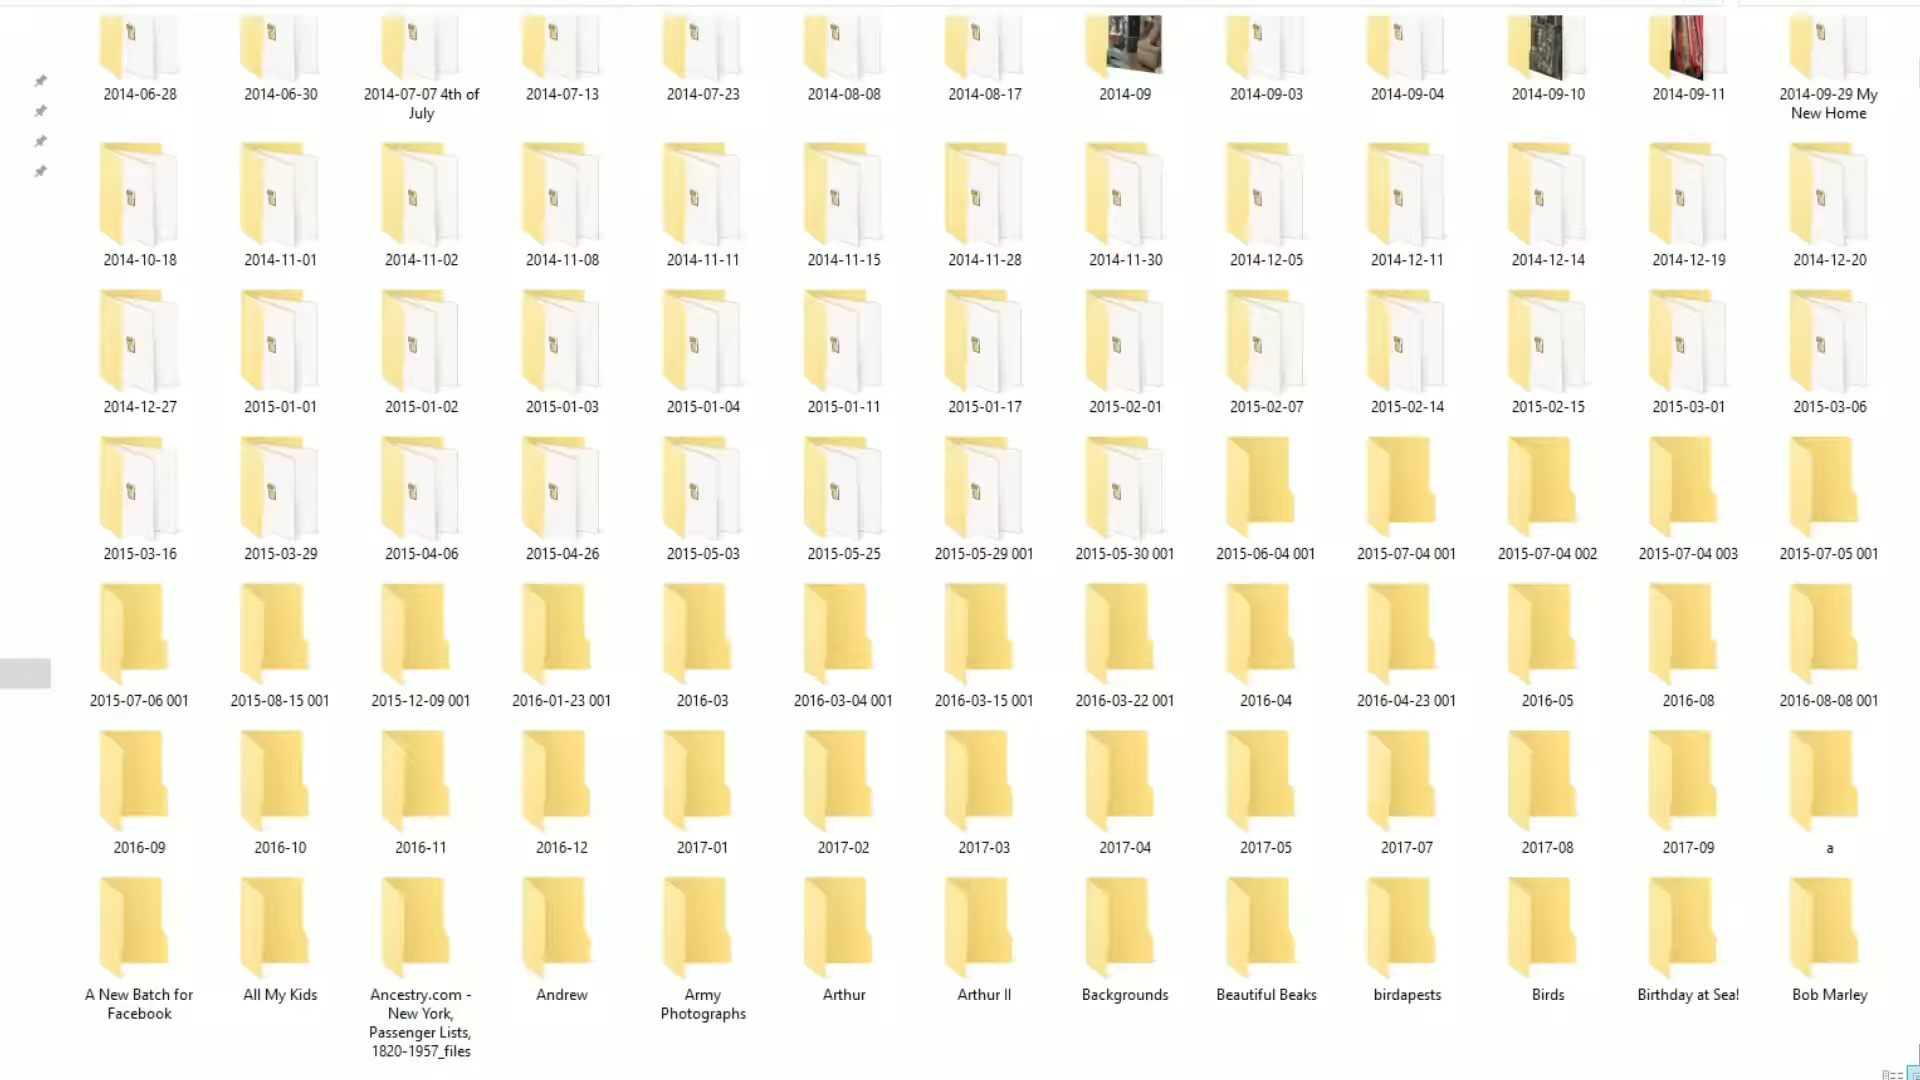 2014-06-28 2014-06-30 2014-07-07 4th of 2014-07-13 2014-07-23 2014-08-08 2014-08-17 2014-09 2014-09-03 2014-09-04 2014-09-10 2014-09-11 2014-09-29 My
July New Home
2014-10-18 2014-11-01 2014-11-02 2014-11-08 2014-11-11 2014-11-15 2014-11-28 2014-11-30 2014-12-05 2014-12-11 2014-12-14 2014-12-19 2014-12-20
2014-12-27 2015-01-01 2015-01-02 2015-01-03 2015-01-04 2015-01-11 2015-01-17 2015-02-01 2015-02-07 2015-02-14 2015-02-15 2015-03-01 2015-03-06
2015-03-16 2015-03-29 2015-04-06 2015-04-26 2015-05-03 2015-05-25 2015-05-29 001 2015-05-30 001 2015-06-04 001 2015-07-04 001 2015-07-04 002 2015-07-04 003 2015-07-05 001
2015-07-06 001 2015-08-15 001 2015-12-09 001 2016-01-23 001 2016-03 2016-03-04 001 2016-03-15 001 2016-03-22 001 2016-04 2016-04-23 001 2016-05 2016-08 2016-08-08 001
2016-09 2016-10 2016-11 2016-12 2017-01 2017-02 2017-03 2017-04 2017-05 2017-07 2017-08 2017-09 a
A New Batch for All My Kids Ancestry.com - Andrew Army Arthur Arthur II Backgrounds Beautiful Beaks birdapests Birds Birthday at Sea! Bob Marley
Facebook New York, Photographs
Passenger Lists,
1820-1957_files